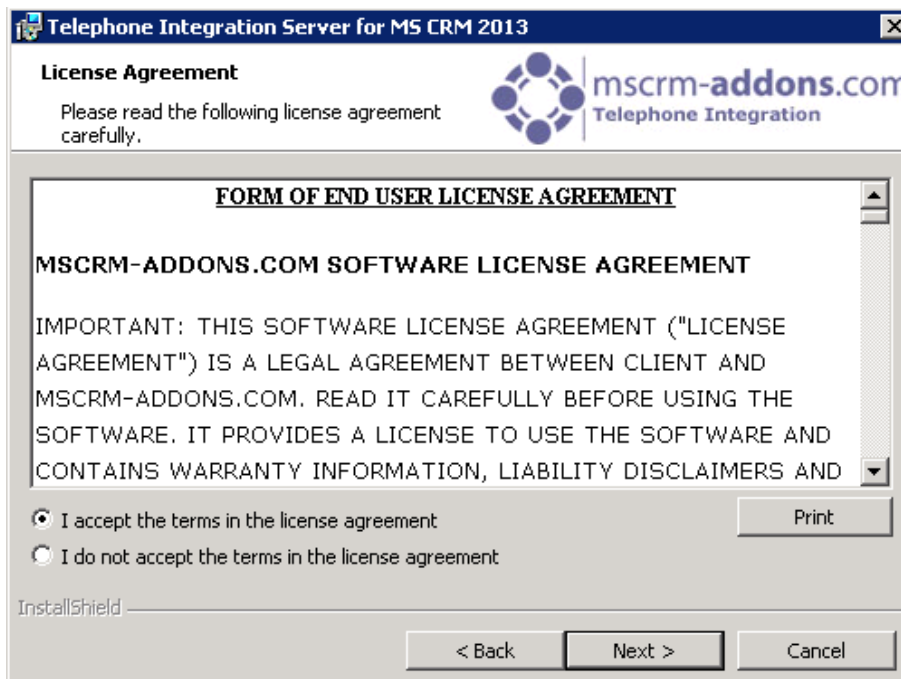 Telephone Integration Server for MS CRM 2013
License Agreement
Please read the following license agreement
carefully.
mscrm-addons.com
Telephone Integration
FORM OF END USER LICENSE AGREEMENT
MSCRM-ADDONS.COM SOFTWARE LICENSE AGREEMENT
IMPORTANT: THIS SOFTWARE LICENSE AGREEMENT ("LICENSE
AGREEMENT") IS A LEGAL AGREEMENT BETWEEN CLIENT AND
MSCRM-ADDONS.COM. READ IT CAREFULLY BEFORE USING THE
SOFTWARE. IT PROVIDES A LICENSE TO USE THE SOFTWARE AND
CONTAINS WARRANTY INFORMATION, LIABILITY DISCLAIMERS AND
I accept the terms in the license agreement
Print
I do not accept the terms in the license agreement
InstallShield
< Back
Next >
Cancel